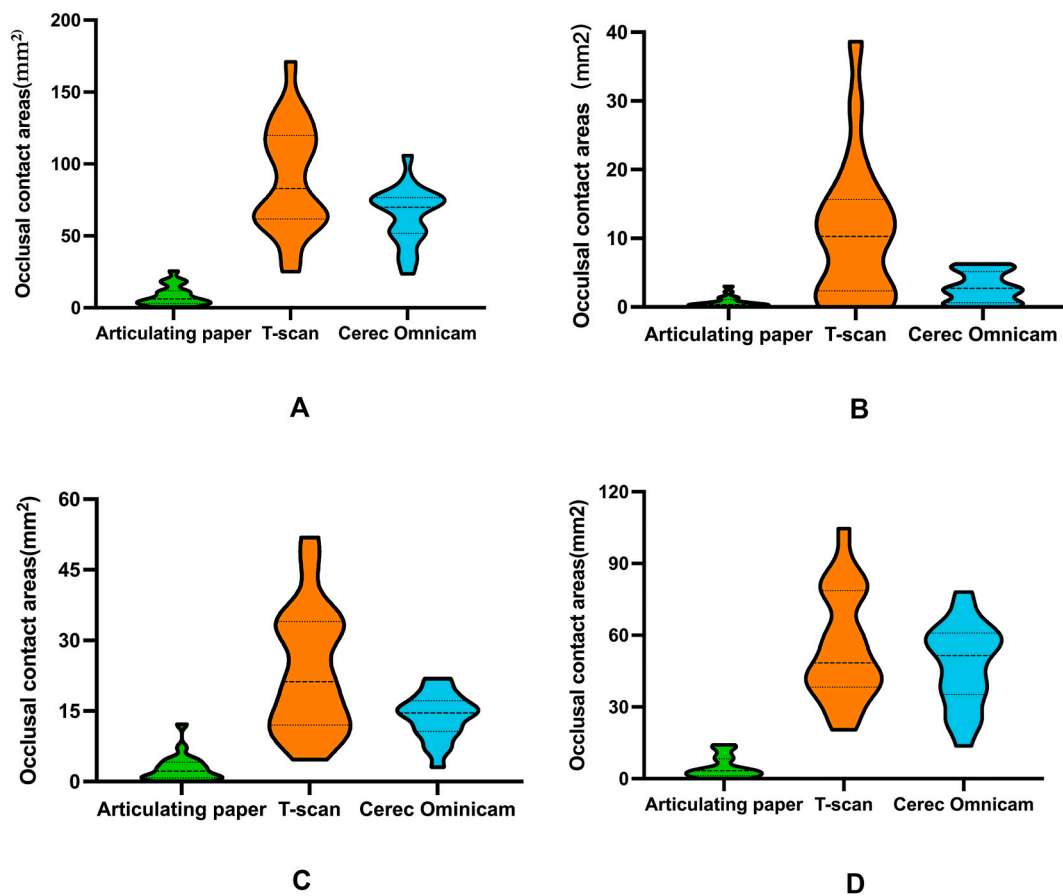 Occlusal contact areas(mm²)
200
150
100
50
0
Articulating paper T-scan Cerec Omnicam
A
Occulsal contact areas (mm2)
40
30
20
10
0
Articulating paper T-scan Cerec Omnicam
B
Occlusal contact areas(mm²)
60
45
30
15
0
Articulating paper T-scan Cerec Ominicam
C
Occlusal contact areas(mm2)
120
90
60
30
0
Articulating paper T-scan Cerec Omnicam
D